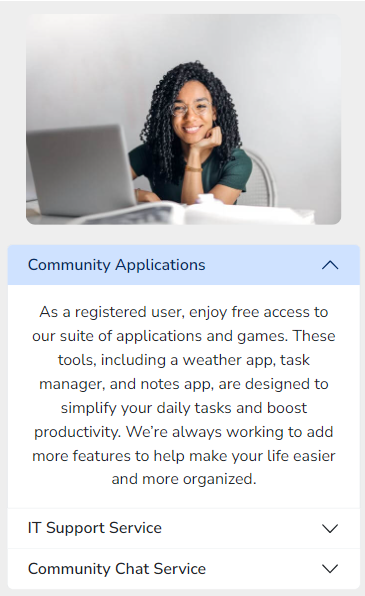 Community Applications
As a registered user, enjoy free access to
our suite of applications and games. These
tools, including a weather app, task
manager, and notes app, are designed to
simplify your daily tasks and boost
productivity. We’re always working to add
more features to help make your life easier
and more organized.
IT Support Service
Community Chat Service